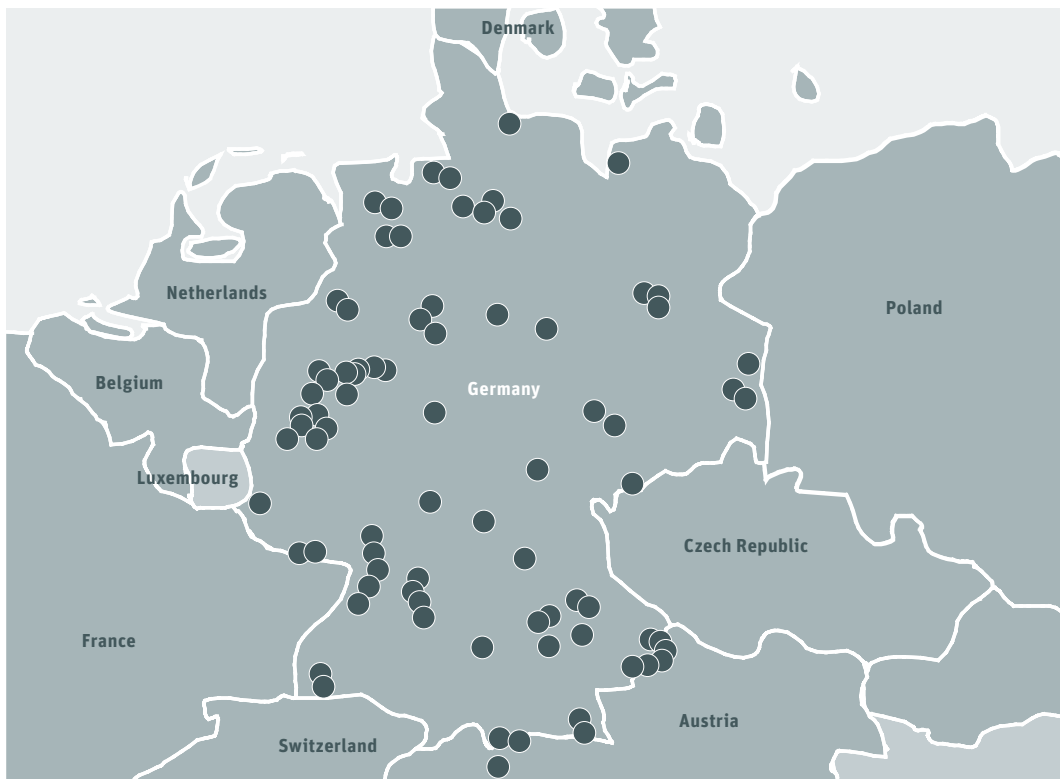 Denmark
Netherlands
Poland
Belgium
Germany
Luxembourg
Czech Republic
France
Austria
Switzerland